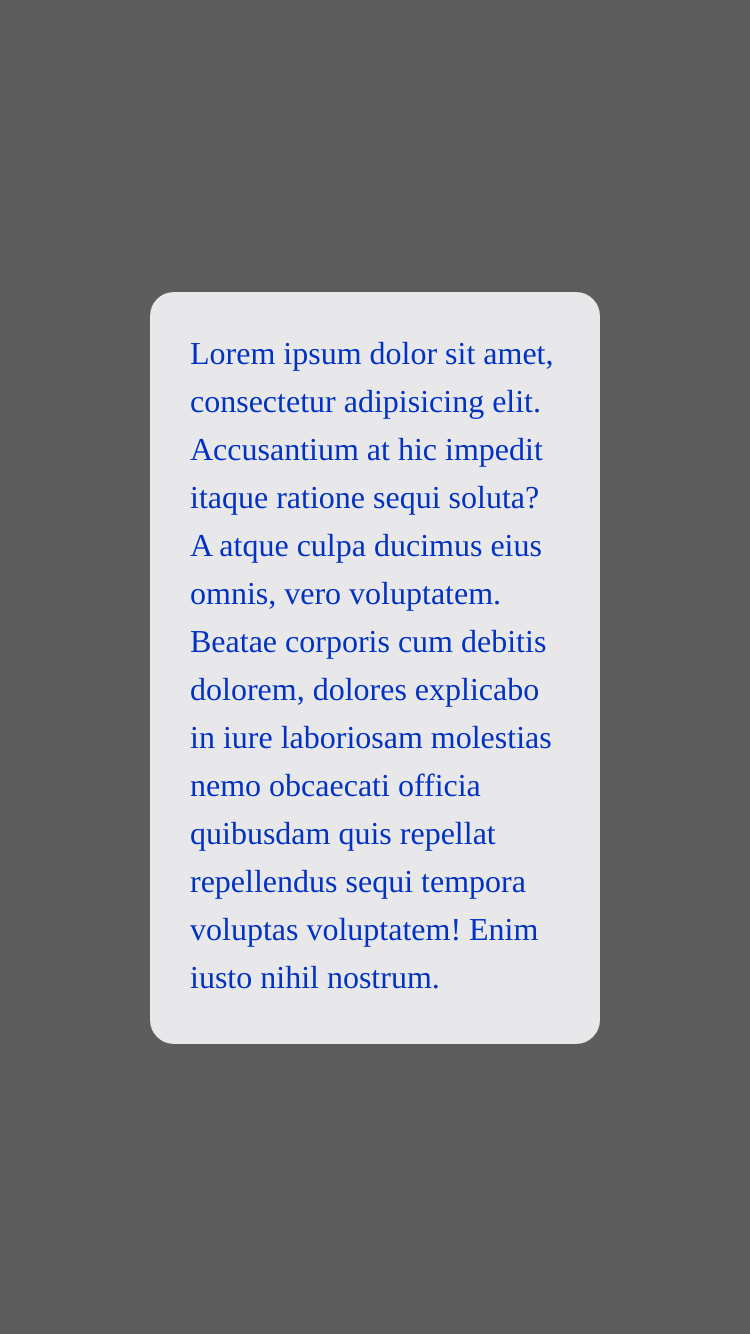 Lorem ipsum dolor sit amet,
consectetur adipisicing elit.
Accusantium at hic impedit
itaque ratione sequi soluta?
A atque culpa ducimus eius
omnis, vero voluptatem.
Beatae corporis cum debitis
dolorem, dolores explicabo
in iure laboriosam molestias
nemo obcaecati officia
quibusdam quis repellat
repellendus sequi tempora
voluptas voluptatem! Enim
iusto nihil nostrum.